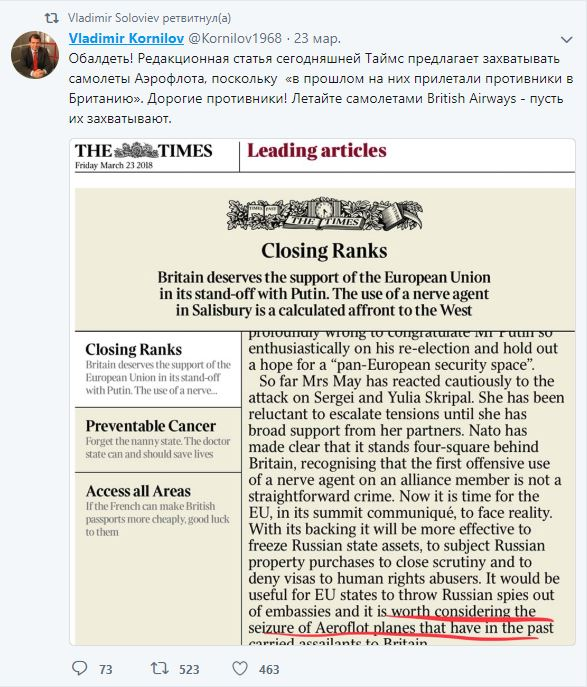 Vladimir Soloviev ретвитнул(а)
Vladimir Kornilov @Kornilov1968 · 23 мар.
Обалдеть! Редакционная статья сегодняшней Таймс предлагает захватывать
самолеты Аэрофлота, поскольку «в прошлом на них прилетали противники в
Британию». Дорогие противники! Летайте самолетами British Airways - пусть
их захватывают.
THE TIMES
Friday March 23 2018
Leading articles
THE TIMES
Closing Ranks
Britain deserves the support of the European Union
in its stand-off with Putin. The use of a nerve agent
in Salisbury is a calculated affront to the West
Closing Ranks
Britain deserves the support of the
European Union in its stand-off
with Putin. The use of a nerve...
Preventable Cancer
Forget the nanny state. The doctor
state can and should save lives
Access all Areas
If the French can make British
passports more cheaply, good luck
to them
profoundly wrong to congratulate Mr Putin so
enthusiastically on his re-election and hold out
a hope for a “pan-European security space”.
So far Mrs May has reacted cautiously to the
attack on Sergei and Yulia Skripal. She has been
reluctant to escalate tensions until she has
broad support from her partners. Nato has
made clear that it stands four-square behind
Britain, recognising that the first offensive use
of a nerve agent on an alliance member is not a
straightforward crime. Now it is time for the
EU, in its summit communiqué, to face reality.
With its backing it will be more effective to
freeze Russian state assets, to subject Russian
property purchases to close scrutiny and to
deny visas to human rights abusers. It would be
useful for EU states to throw Russian spies out
of embassies and it is worth considering the
seizure of Aeroflot planes that have in the past
carried assailants to Britain
73 523 463